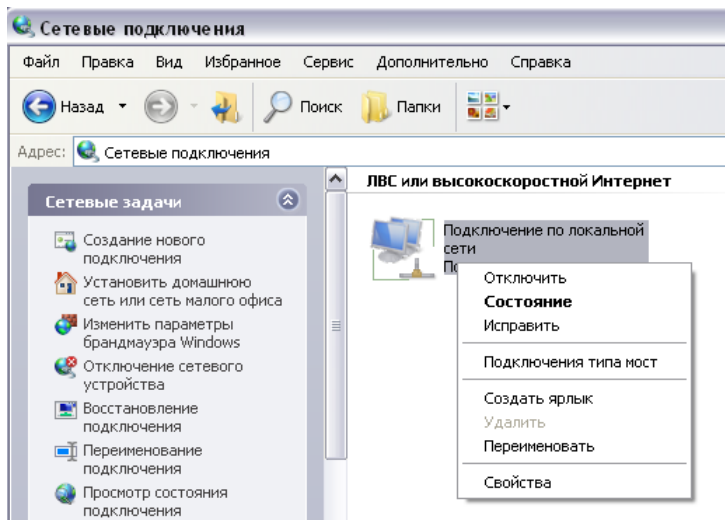 Сетевые подключения
Файл Правка Вид Избранное Сервис Дополнительно Справка
Назад Поиск Папки
Адрес: Сетевые подключения
Сетевые задачи
Создание нового
подключения
Установить домашнюю
сеть или сеть малого офиса
Изменить параметры
брандмауэра Windows
Отключение сетевого
устройства
Восстановление
подключения
Переименование
подключения
Просмотр состояния
подключения
ЛВС или высокоскоростной Интернет
Подключение по локальной
сети
Отключить
Состояние
Исправить
Подключения типа мост
Создать ярлык
Удалить
Переименовать
Свойства